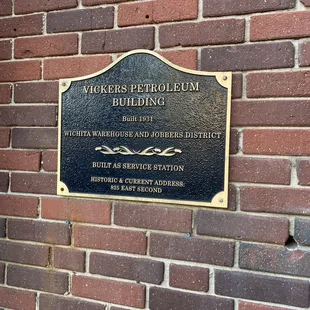 VICKERS PETROLEUM
BUILDING
Built 1931
WICHITA WAREHOUSE AND JOBBERS DISTRICT
BUILT AS SERVICE STATION
HISTORIC & CURRENT ADDRESS:
825 EAST SECOND